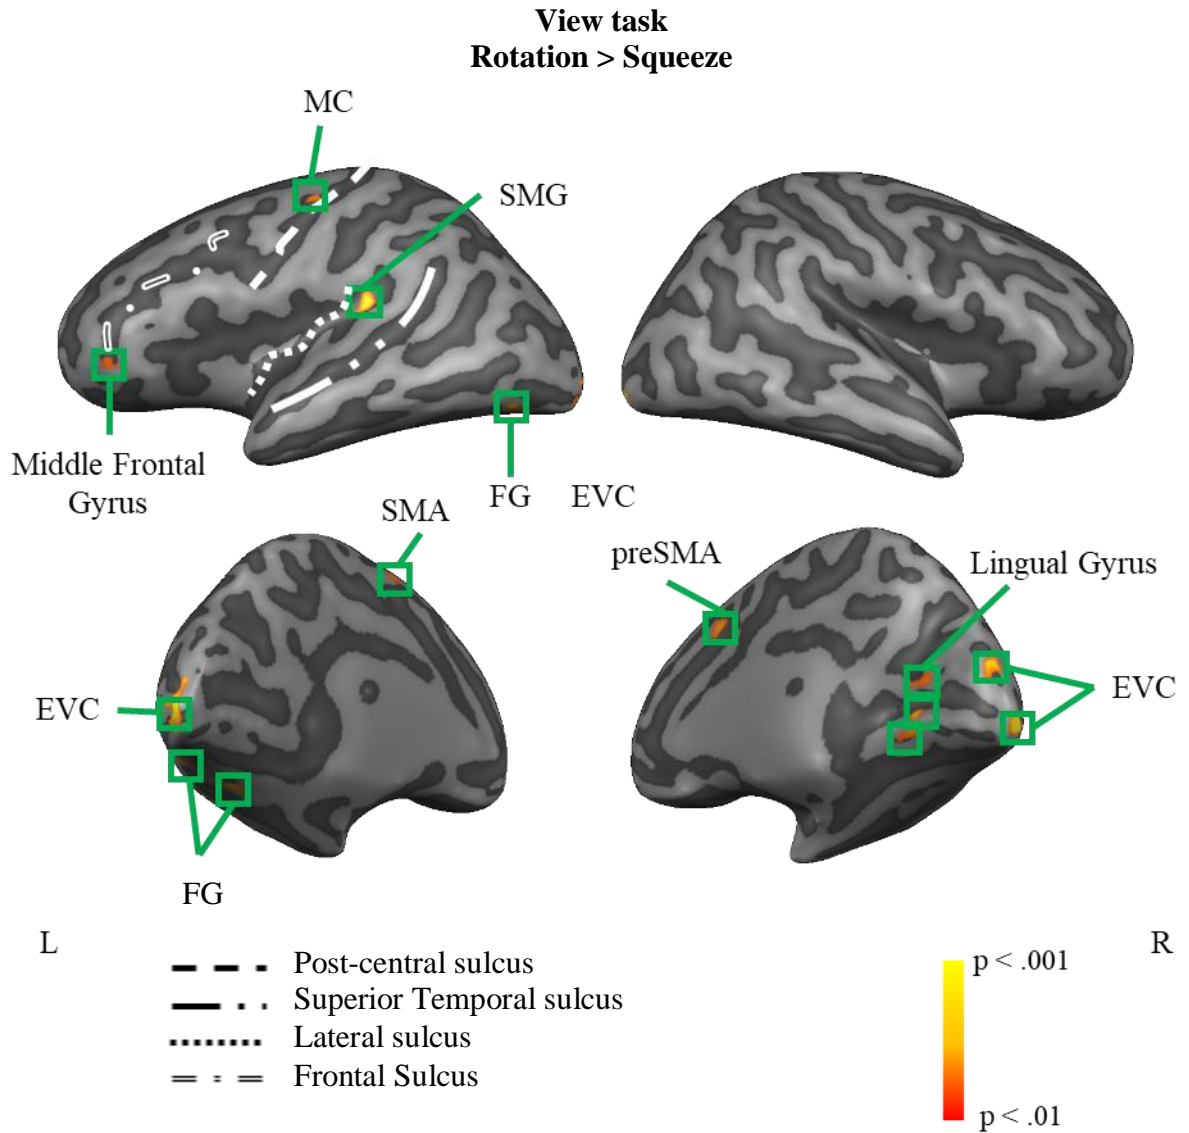 View task
Rotation > Squeeze
MC
SMG
Middle Frontal
Gyrus
FG
EVC
SMA
preSMA
Lingual Gyrus
EVC
EVC
FG
L
R
Post-central sulcus
Superior Temporal sulcus
Lateral sulcus
Frontal Sulcus
p < .001
p < .01